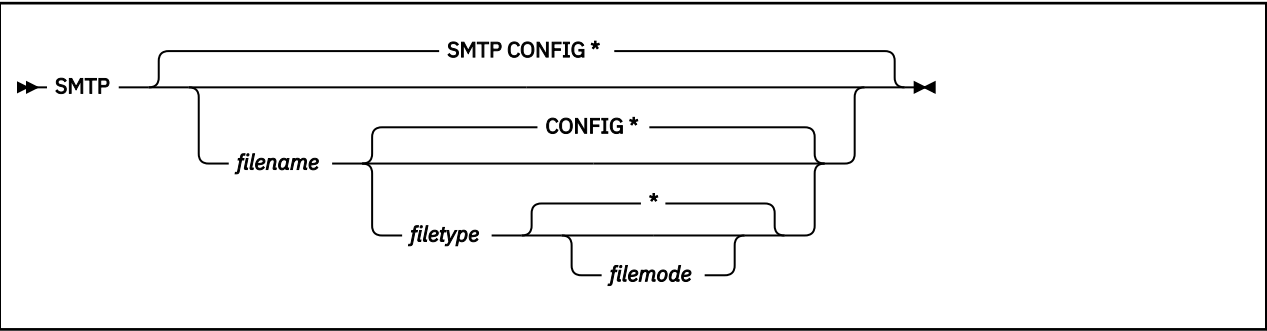 SMTP CONFIG *
SMTP
CONFIG *
filename
*
filetype
filemode